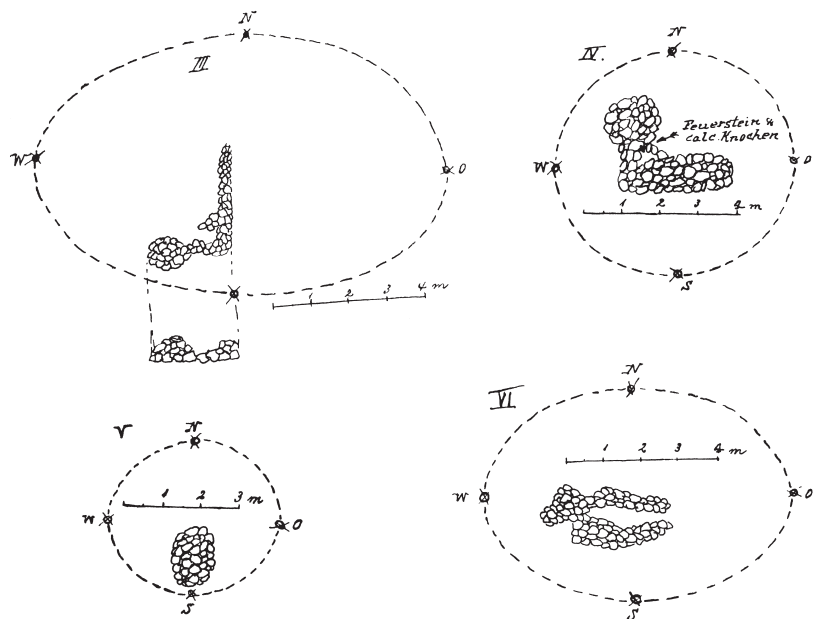 N
III
W
O
1 2 3 4 m
N
IV.
Feuerstein u.
calc. Knochen
W
O
1 2 3 4 m
S
V
N
1 2 3 m
W
O
S
VI
N
1 2 3 4 m
W
O
S